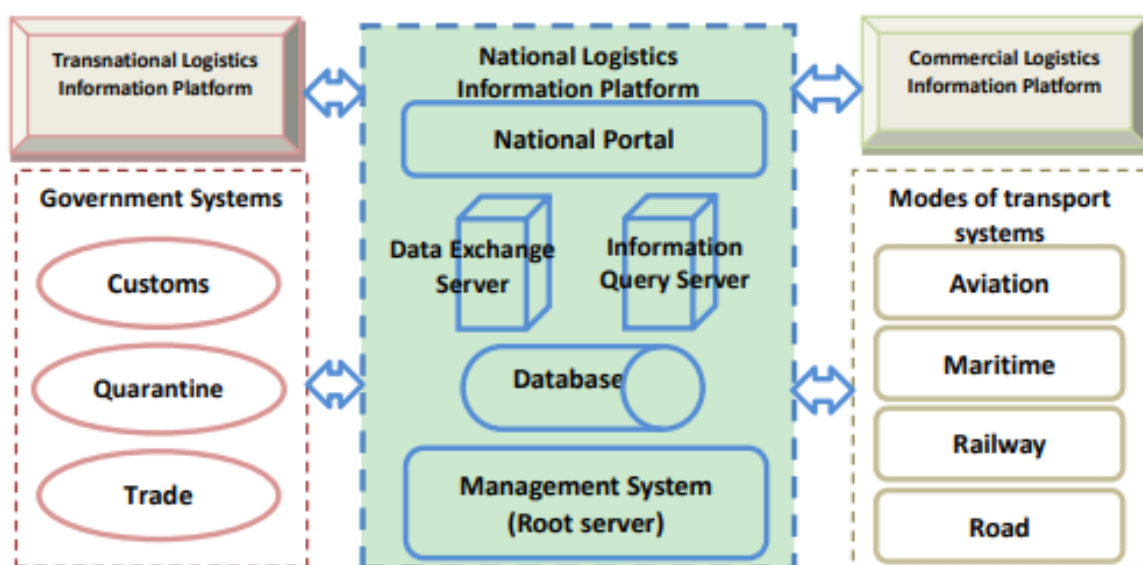 Transnational Logistics
Information Platform
National Logistics
Information Platform
Commercial Logistics
Information Platform
National Portal
Government Systems
Customs
Quarantine
Trade
Data Exchange
Server
Information
Query Server
Database
Management System
(Root server)
Modes of transport
systems
Aviation
Maritime
Railway
Road